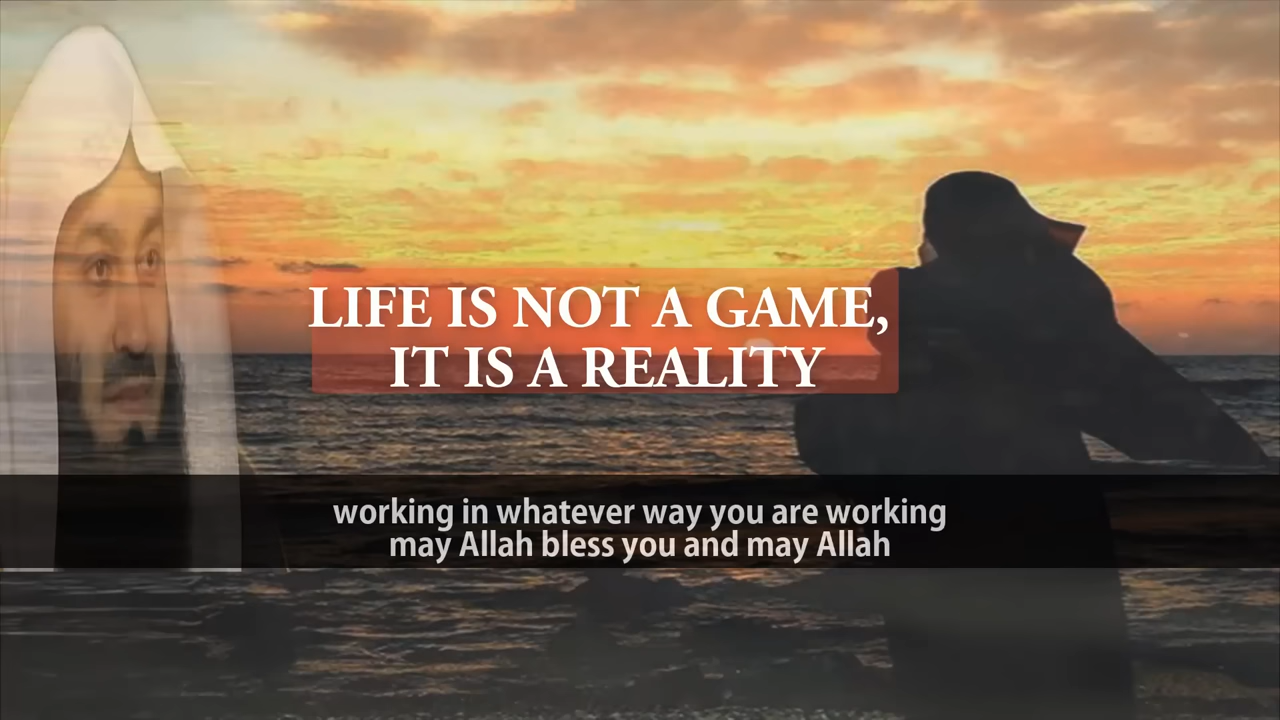 LIFE IS NOT A GAME,
IT IS A REALITY
working in whatever way you are working
may Allah bless you and may Allah